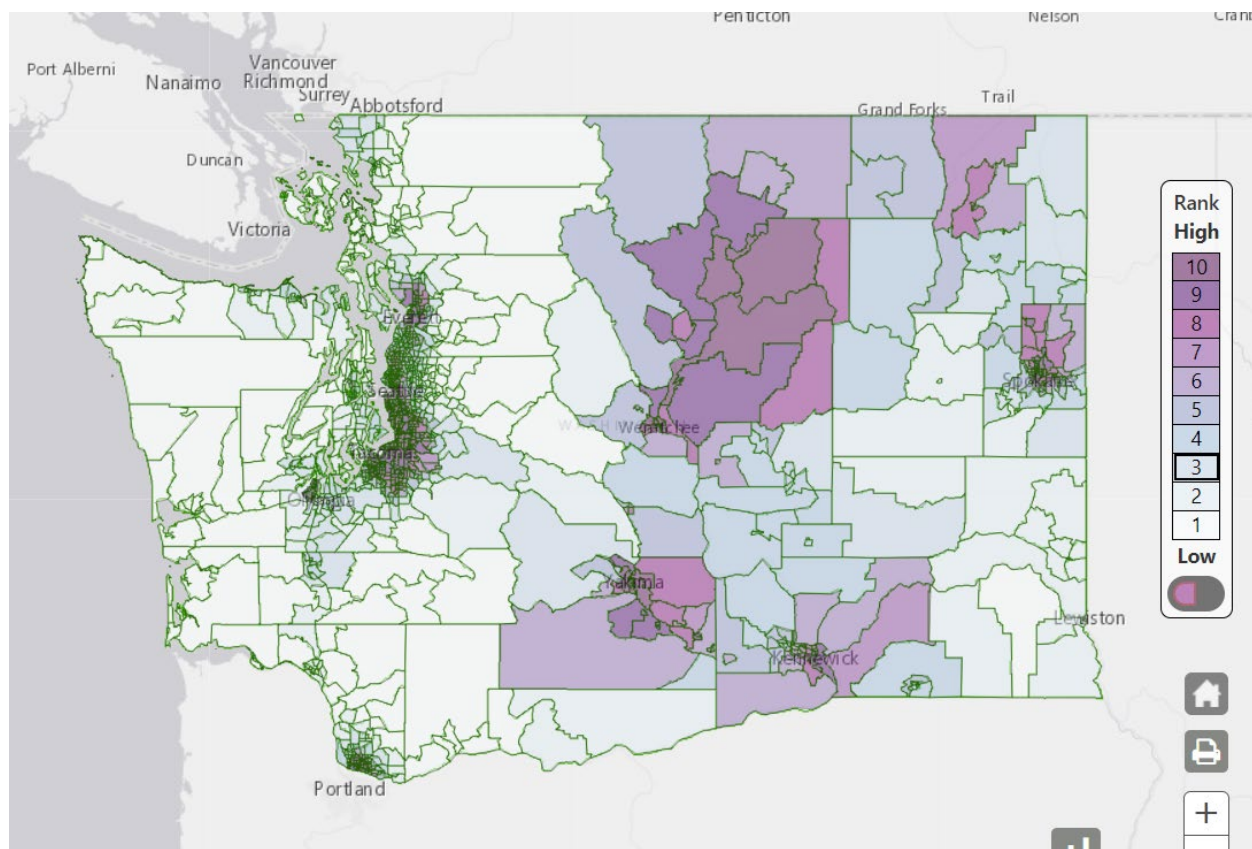 Penticton
Nelson
Cranb
Port Alberni
Vancouver
Nanaimo
Richmond
Surrey
Abbotsford
Trail
Grand Forks
Duncan
Victoria
Everett
Seattle
Spokane
Wenatchee
Tacoma
Olympia
Yakima
Kennewick
Lewiston
Portland
Rank
High
10
9
8
7
6
5
4
3
2
1
Low
+